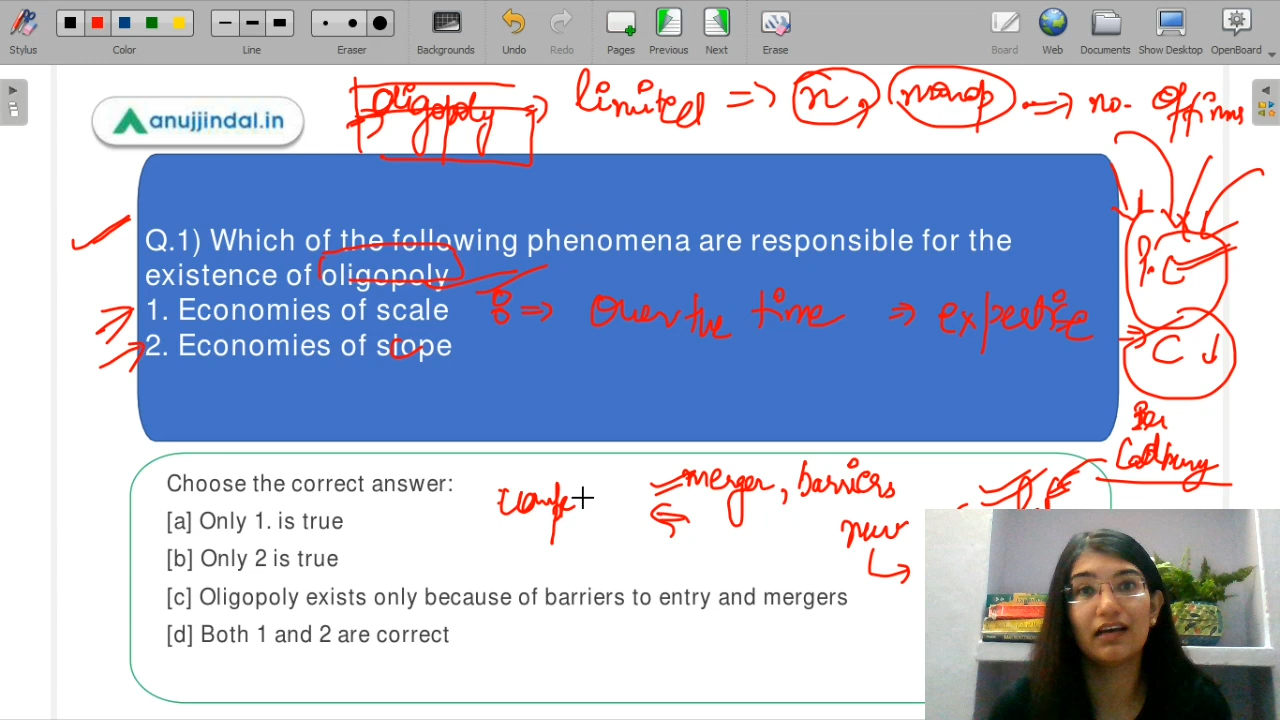 Stylus
Color
Line
Eraser
Backgrounds
Undo
Redo
Pages
Previous
Next
Erase
Board
Web
Documents
Show Desktop
OpenBoard
oligopoly → limited ⇒ n, monop → no. of firms
anujjindal.in
Q.1) Which of the following phenomena are responsible for the
existence of oligopoly
1. Economies of scale
⇒ Over the time ⇒ expertise
2. Economies of scope
P.C
C ↓
Cadbury
Choose the correct answer:
merger, barriers
comp
new
[a] Only 1. is true
[b] Only 2 is true
[c] Oligopoly exists only because of barriers to entry and mergers
[d] Both 1 and 2 are correct